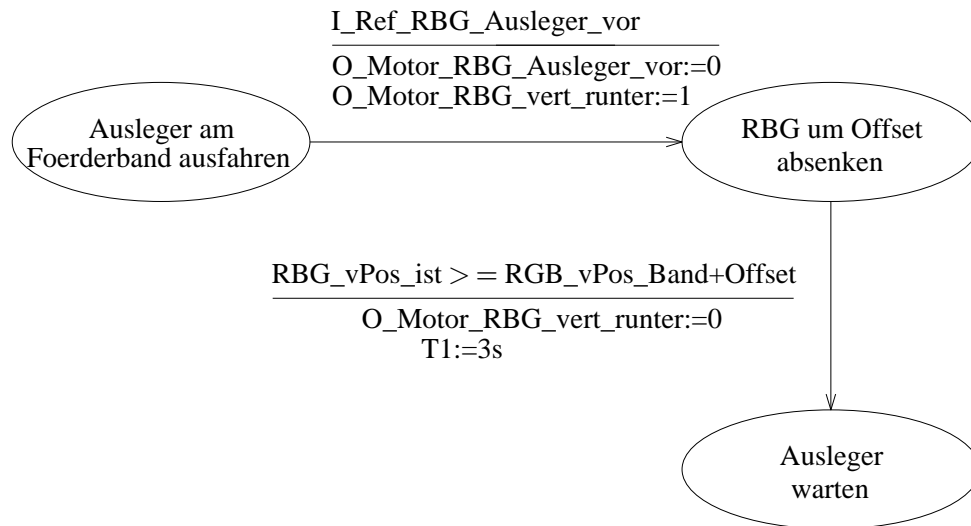 I_Ref_RBG_Ausleger_vor
O_Motor_RBG_Ausleger_vor:=0
O_Motor_RBG_vert_runter:=1
Ausleger am
Foerderband ausfahren
RBG um Offset
absenken
RBG_vPos_ist > = RGB_vPos_Band+Offset
O_Motor_RBG_vert_runter:=0
T1:=3s
Ausleger
warten